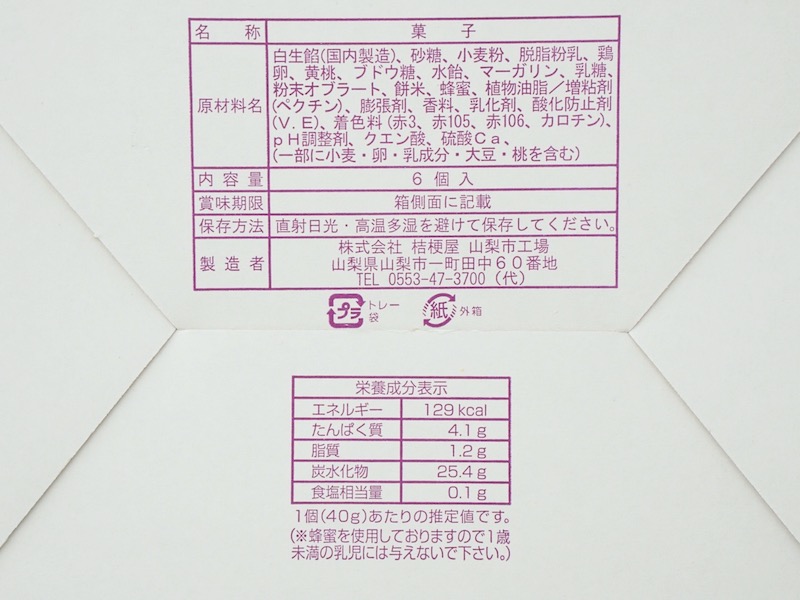 名称 菓子
原材料名 白生餡(国内製造)、砂糖、小麦粉、脱脂粉乳、鶏
卵、黄桃、ブドウ糖、水飴、マーガリン、乳糖、
粉末オブラート、餅米、蜂蜜、植物油脂／増粘剤
(ペクチン)、膨張剤、香料、乳化剤、酸化防止剤
(V.E)、着色料(赤3、赤105、赤106、カロチン)、
pH調整剤、クエン酸、硫酸Ca、
(一部に小麦・卵・乳成分・大豆・桃を含む)
内容量 6個入
賞味期限 箱側面に記載
保存方法 直射日光・高温多湿を避けて保存してください。
製造者 株式会社 桔梗屋 山梨市工場
山梨県山梨市一町田中60番地
TEL 0553-47-3700(代)
プラ トレー
袋
紙 外箱
栄養成分表示
エネルギー 129kcal
たんぱく質 4.1g
脂質 1.2g
炭水化物 25.4g
食塩相当量 0.1g
1個(40g)あたりの推定値です。
(※蜂蜜を使用しておりますので1歳
未満の乳児には与えないで下さい。)